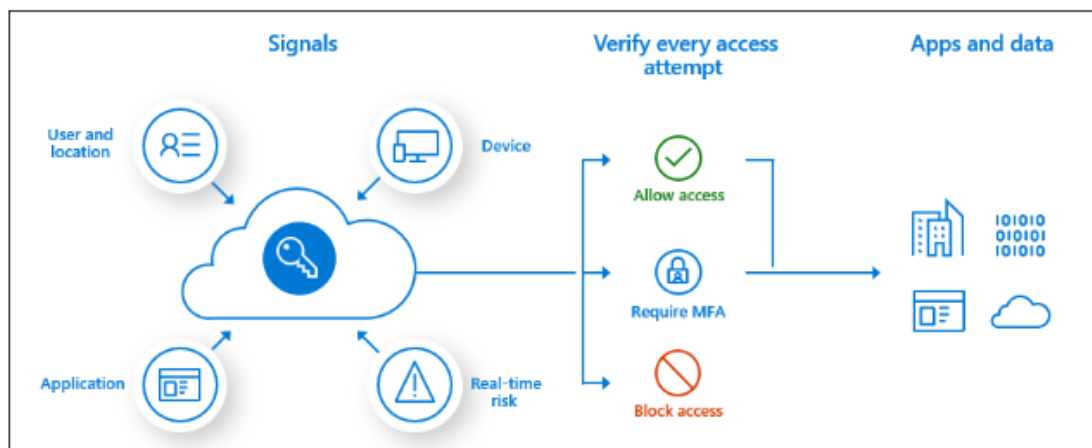 Signals
Verify every access
attempt
Apps and data
User and
location
Device
Allow access
101010
010101
101010
Require MFA
Application
Real-time
risk
Block access